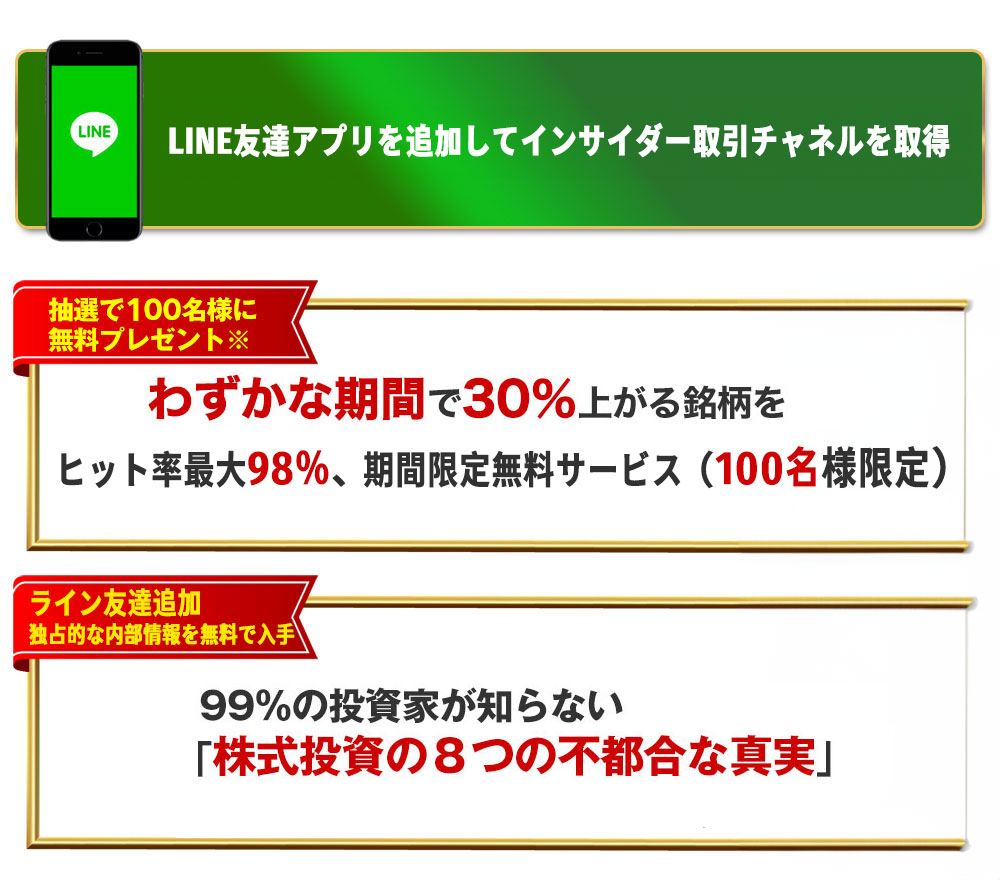 LINE
LINE友達アプリを追加してインサイダー取引チャネルを取得
抽選で100名様に
無料プレゼント※
わずかな期間で30%上がる銘柄を
ヒット率最大98%、期間限定無料サービス（100名様限定）
ライン友達追加
独占的な内部情報を無料で入手
99%の投資家が知らない
「株式投資の８つの不都合な真実」